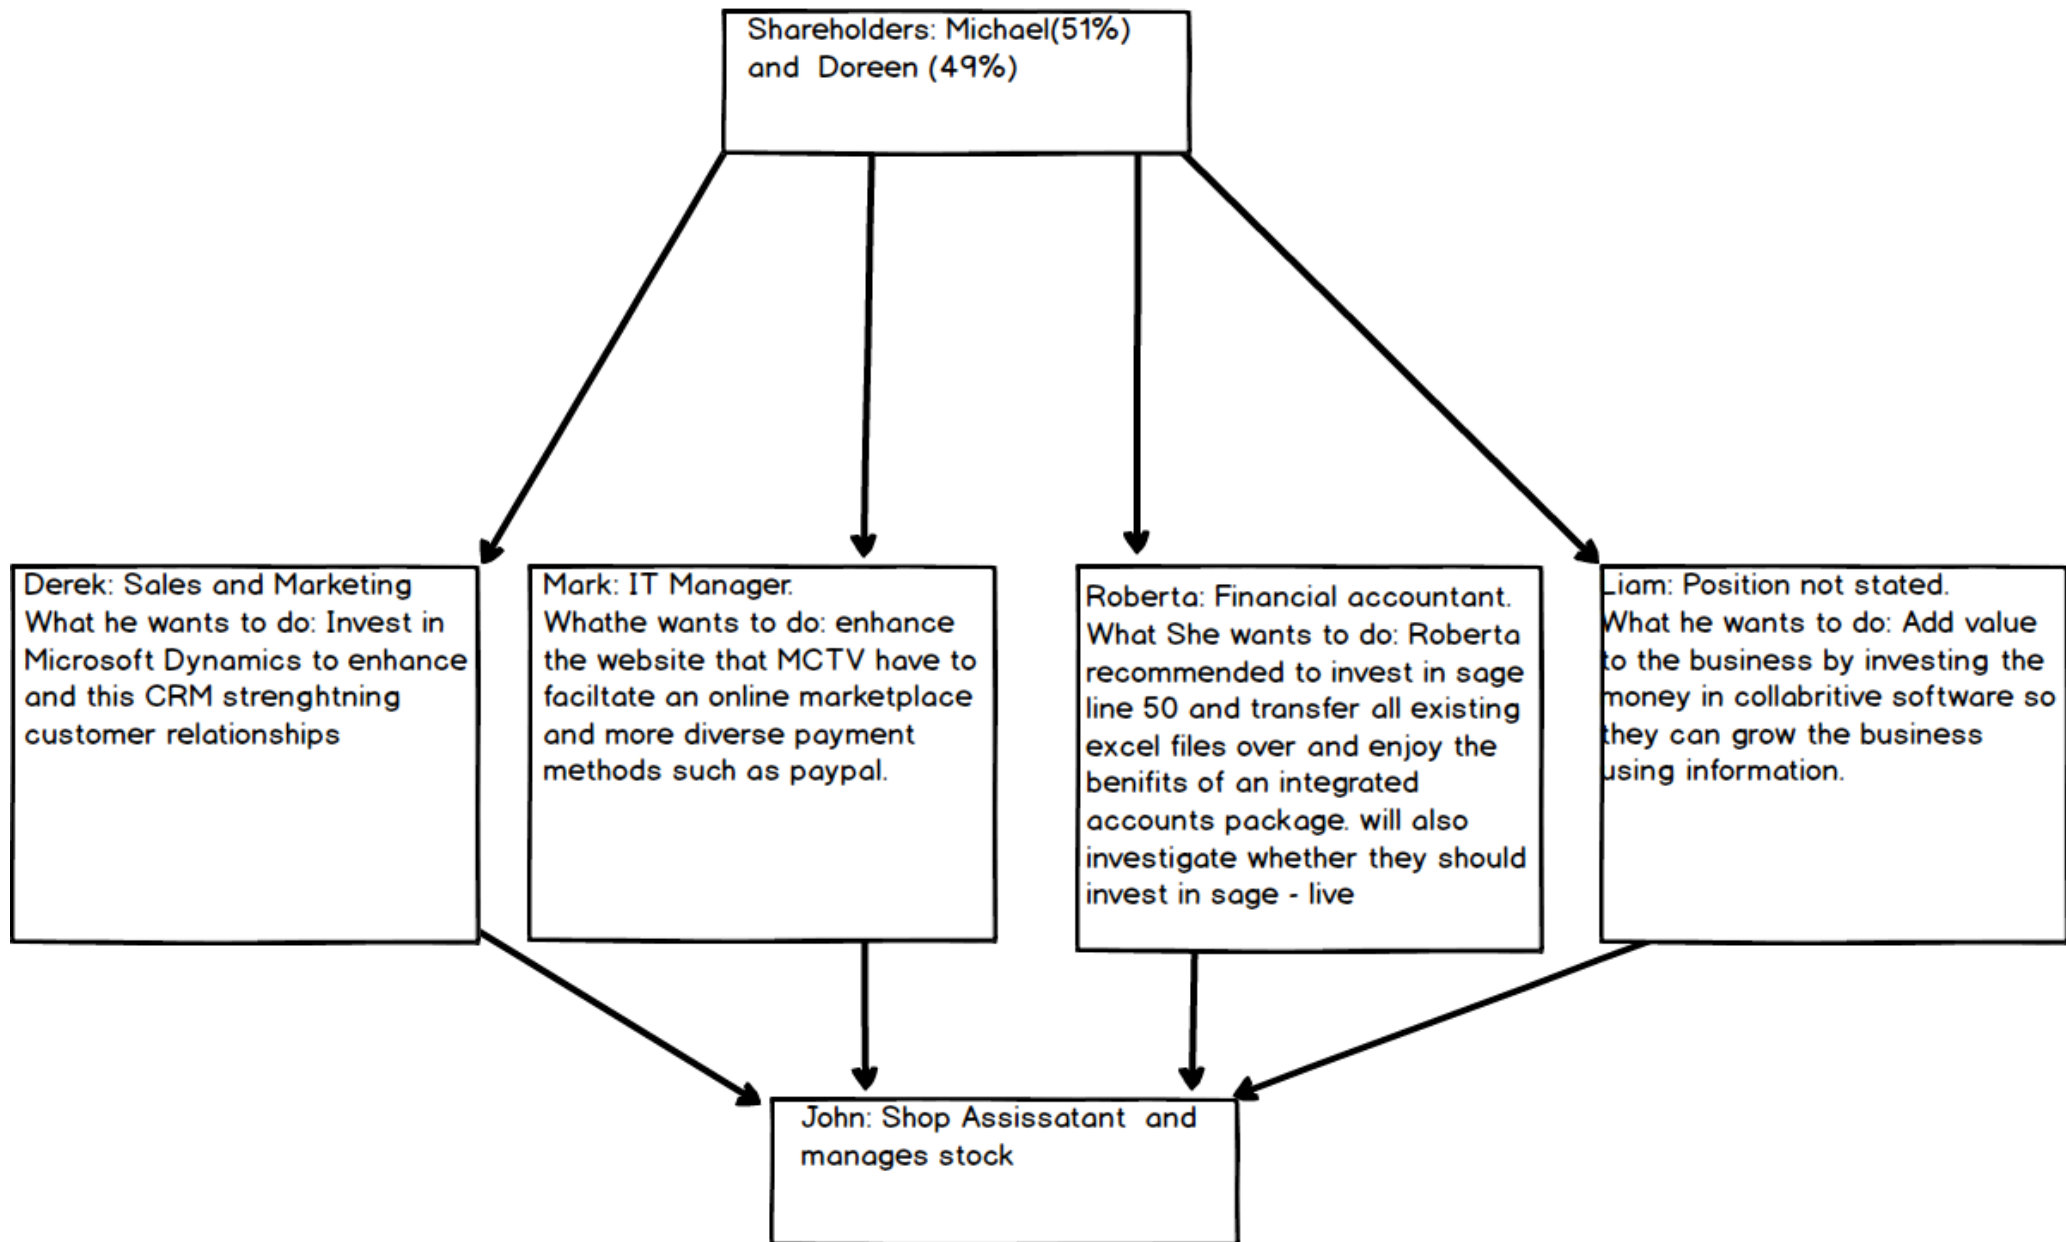 Shareholders: Michael(51%)
and Doreen (49%)
Derek: Sales and Marketing
What he wants to do: Invest in
Microsoft Dynamics to enhance
and this CRM strenghtning
customer relationships
Mark: IT Manager.
Whathe wants to do: enhance
the website that MCTV have to
faciltate an online marketplace
and more diverse payment
methods such as paypal.
Roberta: Financial accountant.
What She wants to do: Roberta
recommended to invest in sage
line 50 and transfer all existing
excel files over and enjoy the
benifits of an integrated
accounts package. will also
investigate whether they should
invest in sage - live
Liam: Position not stated.
What he wants to do: Add value
to the business by investing the
money in collabritive software so
they can grow the business
using information.
John: Shop Assissatant and
manages stock